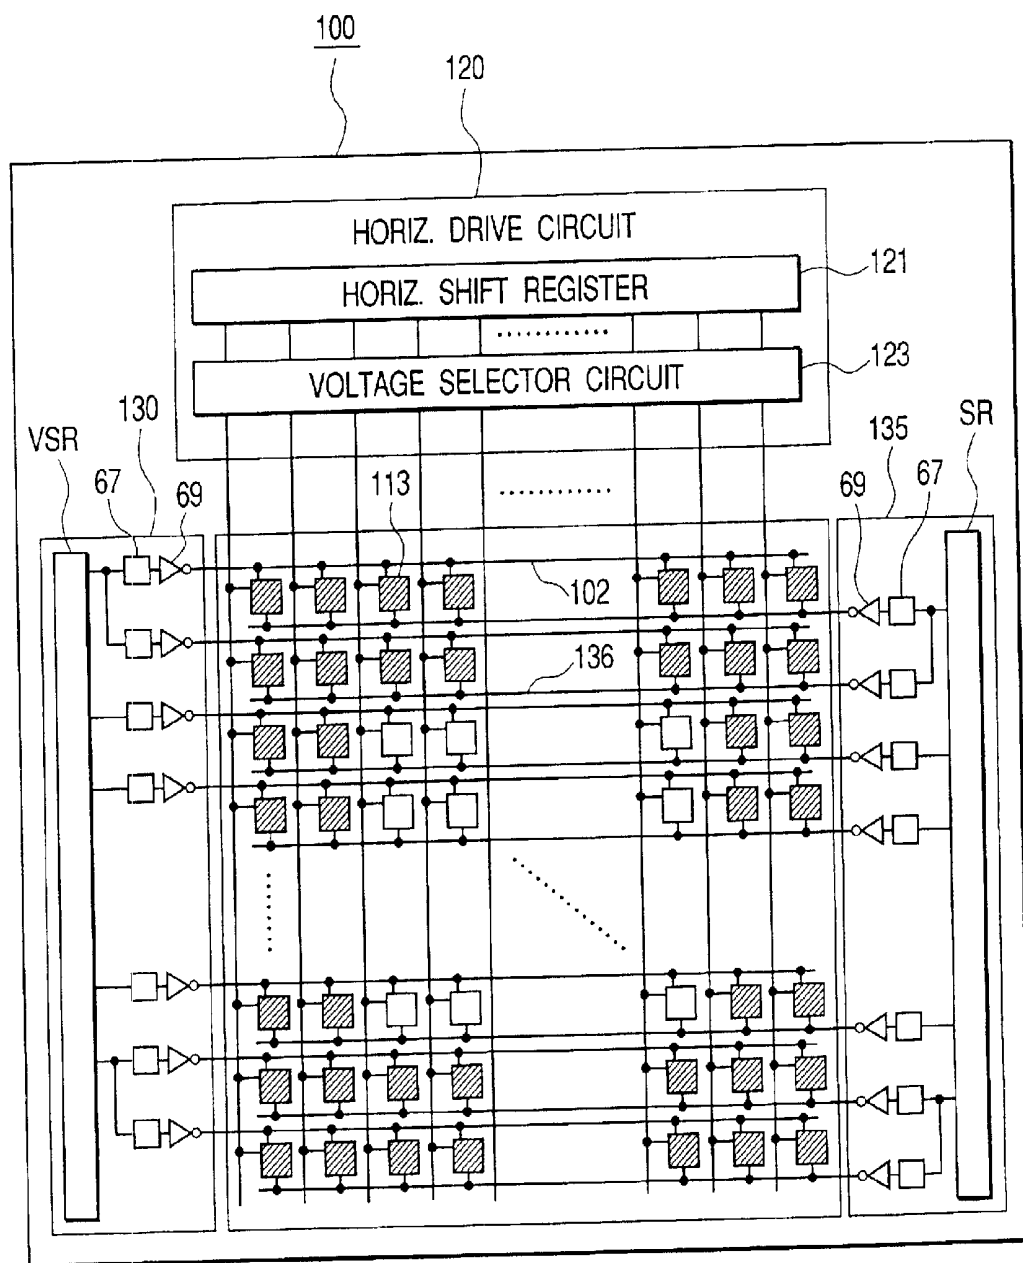 100
120
HORIZ. DRIVE CIRCUIT
HORIZ. SHIFT REGISTER
121
VOLTAGE SELECTOR CIRCUIT
123
VSR
130
67
69
113
135
SR
69
67
102
136